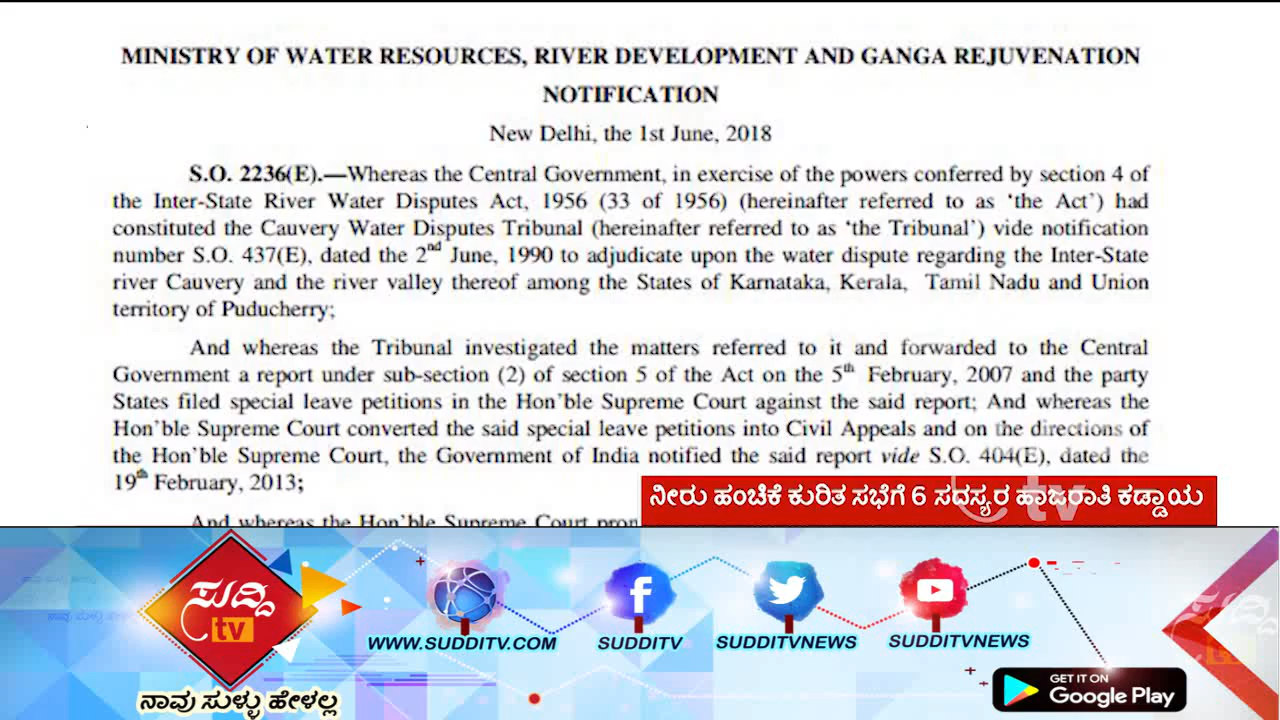 MINISTRY OF WATER RESOURCES, RIVER DEVELOPMENT AND GANGA REJUVENATION
NOTIFICATION
New Delhi, the 1st June, 2018
S.O. 2236(E).—Whereas the Central Government, in exercise of the powers conferred by section 4 of
the Inter-State River Water Disputes Act, 1956 (33 of 1956) (hereinafter referred to as ‘the Act’) had
constituted the Cauvery Water Disputes Tribunal (hereinafter referred to as ‘the Tribunal’) vide notification
number S.O. 437(E), dated the 2nd June, 1990 to adjudicate upon the water dispute regarding the Inter-State
river Cauvery and the river valley thereof among the States of Karnataka, Kerala, Tamil Nadu and Union
territory of Puducherry;
And whereas the Tribunal investigated the matters referred to it and forwarded to the Central
Government a report under sub-section (2) of section 5 of the Act on the 5th February, 2007 and the party
States filed special leave petitions in the Hon’ble Supreme Court against the said report; And whereas the
Hon’ble Supreme Court converted the said special leave petitions into Civil Appeals and on the directions of
the Hon’ble Supreme Court, the Government of India notified the said report vide S.O. 404(E), dated the
19th February, 2013;
And whereas the Hon’ble Supreme Court
ನೀರು ಹಂಚಿಕೆ ಕುರಿತ ಸಭೆಗೆ 6 ಸದಸ್ಯರ ಹಾಜರಾತಿ ಕಡ್ಡಾಯ
tv
ಸುದ್ದಿ
tv
ನಾವು ಸುಳ್ಳು ಹೇಳಲ್ಲ
WWW.SUDDITV.COM
SUDDITV
SUDDITVNEWS
SUDDITVNEWS
GET IT ON
Google Play
ಸುದ್ದಿ
tv